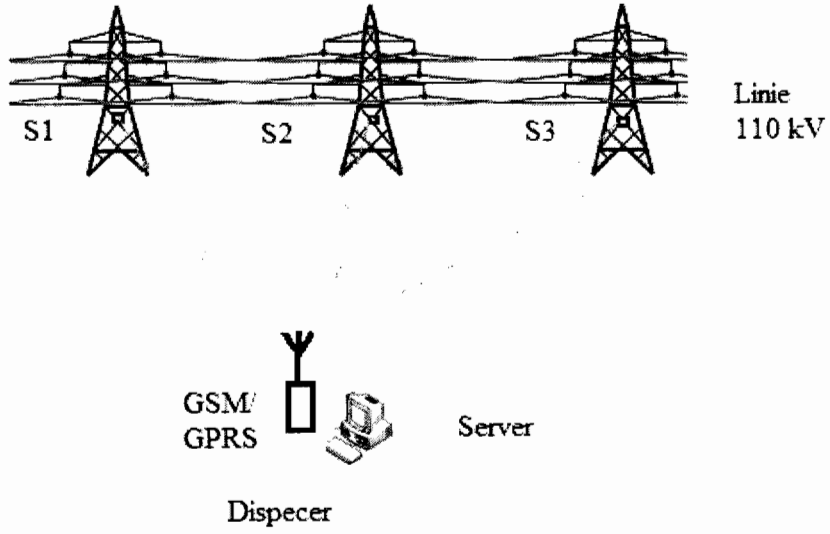 S1
S2
S3
Linie
110 kV
GSM/
GPRS
Server
Dispecer